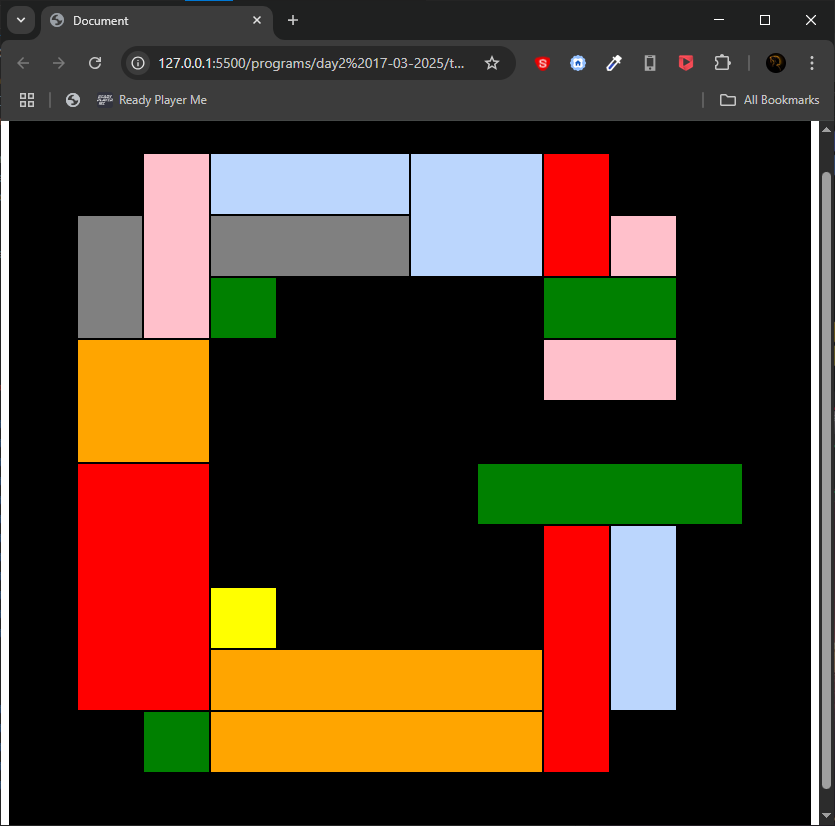 Document
127.0.0.1:5500/programs/day2%2017-03-2025/t...
Ready Player Me
All Bookmarks